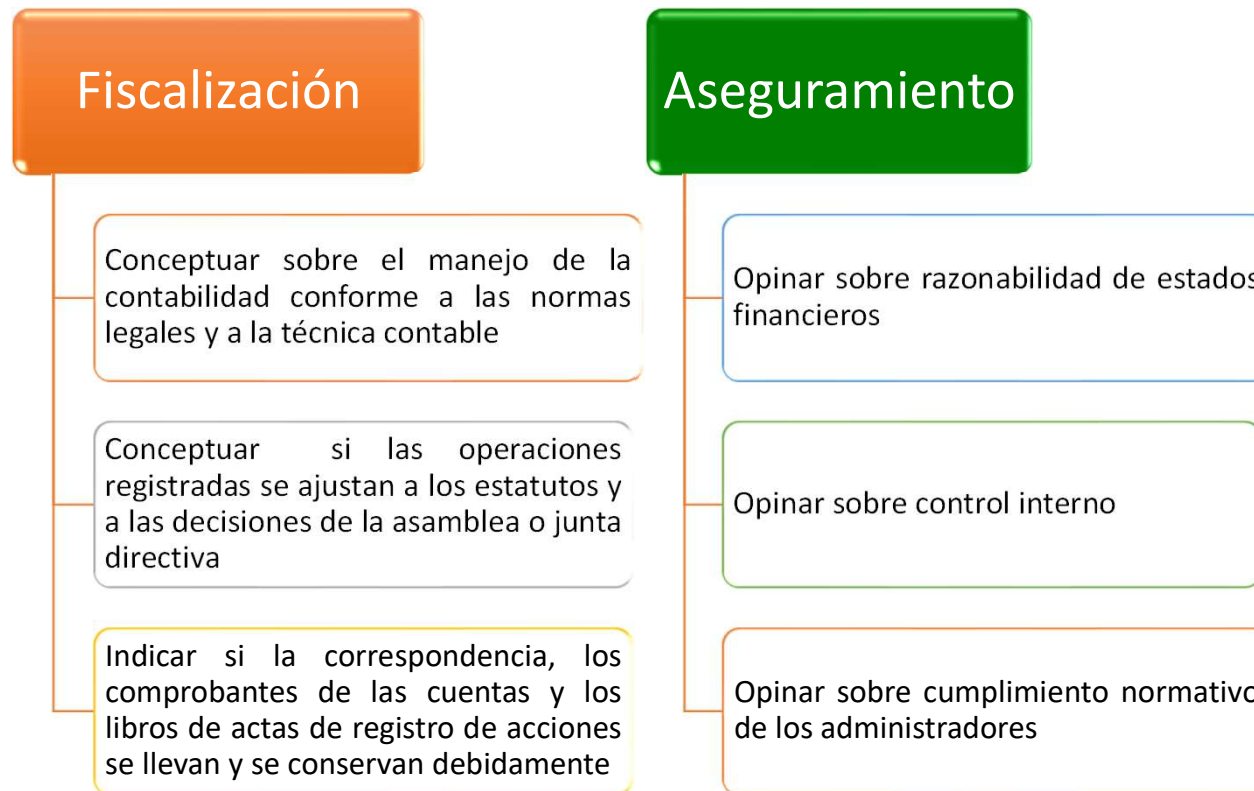 Fiscalización
Conceptuar sobre el manejo de la
contabilidad conforme a las normas
legales y a la técnica contable
Conceptuar si las operaciones
registradas se ajustan a los estatutos y
a las decisiones de la asamblea o junta
directiva
Indicar si la correspondencia, los
comprobantes de las cuentas y los
libros de actas de registro de acciones
se llevan y se conservan debidamente
Aseguramiento
Opinar sobre razonabilidad de estados
financieros
Opinar sobre control interno
Opinar sobre cumplimiento normativo
de los administradores